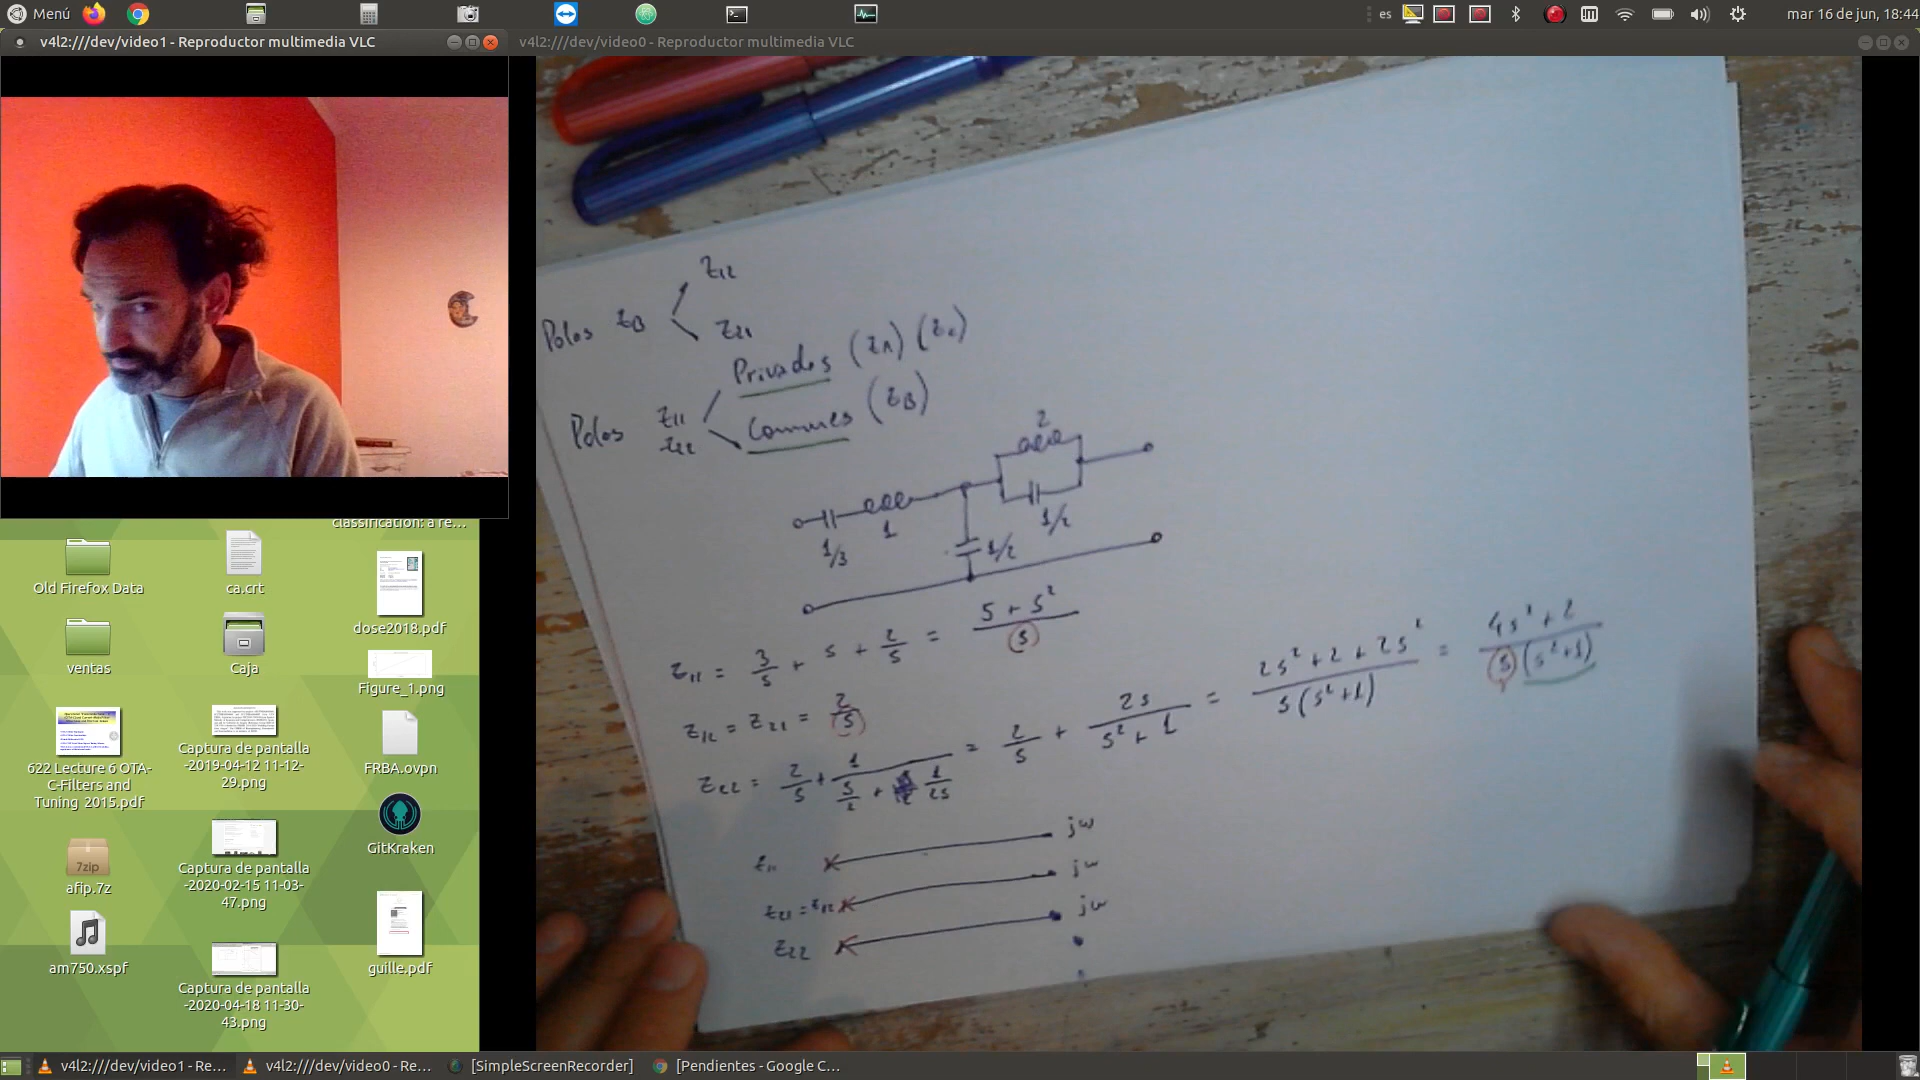 Menú
es
mar 16 de jun, 18:44
v4l2:///dev/video1 - Reproductor multimedia VLC
v4l2:///dev/video0 - Reproductor multimedia VLC
classification: a re...
Old Firefox Data
ca.crt
dose2018.pdf
ventas
Caja
Figure_1.png
622 Lecture 6 OTA-
C-Filters and
Tuning 2015.pdf
Captura de pantalla
-2019-04-12 11-12-
29.png
FRBA.ovpn
7zip
afip.7z
Captura de pantalla
-2020-02-15 11-03-
47.png
GitKraken
am750.xspf
Captura de pantalla
-2020-04-18 11-30-
43.png
guille.pdf
Polos ZB
Z12
Z21
Polos Z11
Z22
Privados (ZA) (ZC)
Comunes (ZB)
1/3
1
1/2
2
1/2
Z11 = 3/s + s + 2/s = (5 + s²)/s
Z12 = Z21 = 2/s
Z22 = 2/s + 1/(s/2 + 1/2s) = 2/s + 2s/(s²+1) = (2s²+2+2s²)/(s(s²+1)) = (4s²+2)/(s(s²+1))
Z11 jw
Z21 = Z12 jw
Z22 jw
v4l2:///dev/video1 - Re...
v4l2:///dev/video0 - Re...
[SimpleScreenRecorder]
[Pendientes - Google C...